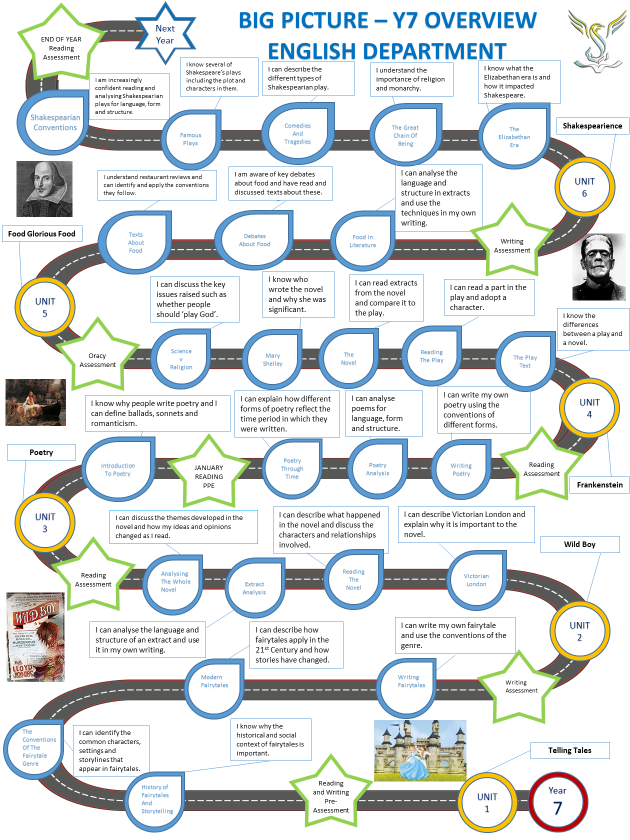 BIG PICTURE – Y7 OVERVIEW
ENGLISH DEPARTMENT
END OF YEAR
Reading
Assessment
Next
Year
I am increasingly
confident reading and
analysing Shakespearean
plays for language, form
and structure.
I know several of
Shakespeare's plays
including the plot and
characters in them.
I can describe the
different types of
Shakespearian play.
I understand the
importance of religion
and monarchy.
I know what the
Elizabethan era is and
how it impacted
Shakespeare.
Shakespearian
Conventions
Famous
Plays
Comedies
And
Tragedies
The Great
Chain Of
Being
The
Elizabethan
Era
Shakespearience
UNIT
6
I understand restaurant reviews and
can identify and apply the conventions
they follow.
I am aware of key debates
about food and have read and
discussed texts about these.
I can analyse the
language and
structure in extracts
and use the
techniques in my own
writing.
Food Glorious Food
Texts
About
Food
Debates
About Food
Food in
Literature
Writing
Assessment
UNIT
5
I can discuss the key
issues raised such as
whether people
should 'play God'.
I know who
wrote the novel
and why she was
significant.
I can read extracts
from the novel
and compare it to
the play.
I can read a part in the
play and adopt a
character.
I know the
differences
between a play and
a novel.
Oracy
Assessment
Science
v
Religion
Mary
Shelley
The
Novel
Reading
The Play
The Play
Text
UNIT
4
I know why people write poetry and I
can define ballads, sonnets and
romanticism.
I can explain how different
forms of poetry reflect the
time period in which they
were written.
I can analyse
poems for
language, form
and structure.
I can write my own
poetry using the
conventions of
different forms.
Poetry
Introduction
To Poetry
JANUARY
READING
PPE
Poetry
Through
Time
Poetry
Analysis
Writing
Poetry
Reading
Assessment
Frankenstein
UNIT
3
I can discuss the themes developed in the
novel and how my ideas and opinions
changed as I read.
I can describe what happened
in the novel and discuss the
characters and relationships
involved.
I can describe Victorian London and
explain why it is important to the
novel.
Wild Boy
Reading
Assessment
Analysing
The Whole
Novel
Extract
Analysis
Reading
The Novel
Victorian
London
UNIT
2
WILD BOY
ROB
LLOYD
JONES
I can analyse the language and
structure of an extract and use
it in my own writing.
I can describe how
fairytales apply in the
21st Century and how
stories have changed.
I can write my own fairytale
and use the conventions of the
genre.
Modern
Fairytales
Writing
Fairytales
Writing
Assessment
The
Conventions
Of The
Fairytale
Genre
I can identify the
common characters,
settings and
storylines that
appear in fairytales.
I know why the
historical and social
context of fairytales is
important.
Telling Tales
History of
Fairytales
And
Storytelling
Reading
and Writing
Pre-
Assessment
UNIT
1
Year
7